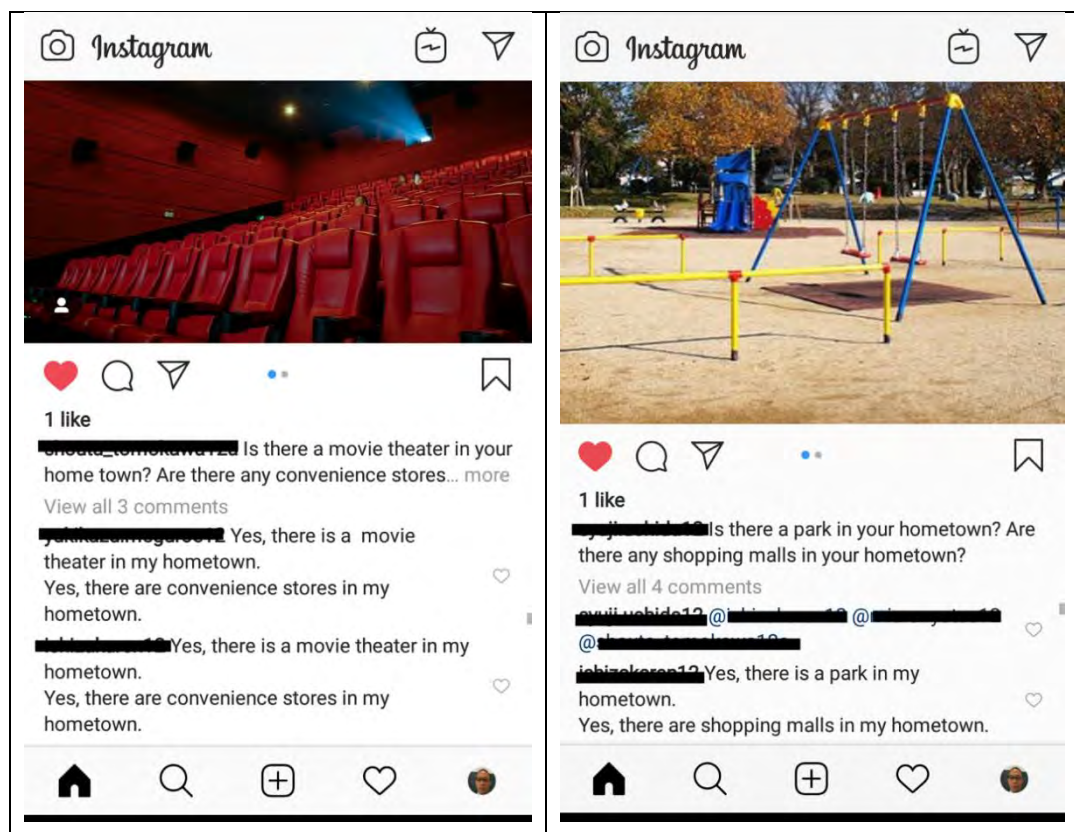 Instagram
1 like
Is there a movie theater in your
home town? Are there any convenience stores... more
View all 3 comments
Yes, there is a movie
theater in my hometown.
Yes, there are convenience stores in my
hometown.
Yes, there is a movie theater in my
hometown.
Yes, there are convenience stores in my
hometown.
Instagram
1 like
Is there a park in your hometown? Are
there any shopping malls in your hometown?
View all 4 comments
@ @
@
Yes, there is a park in my
hometown.
Yes, there are shopping malls in my hometown.